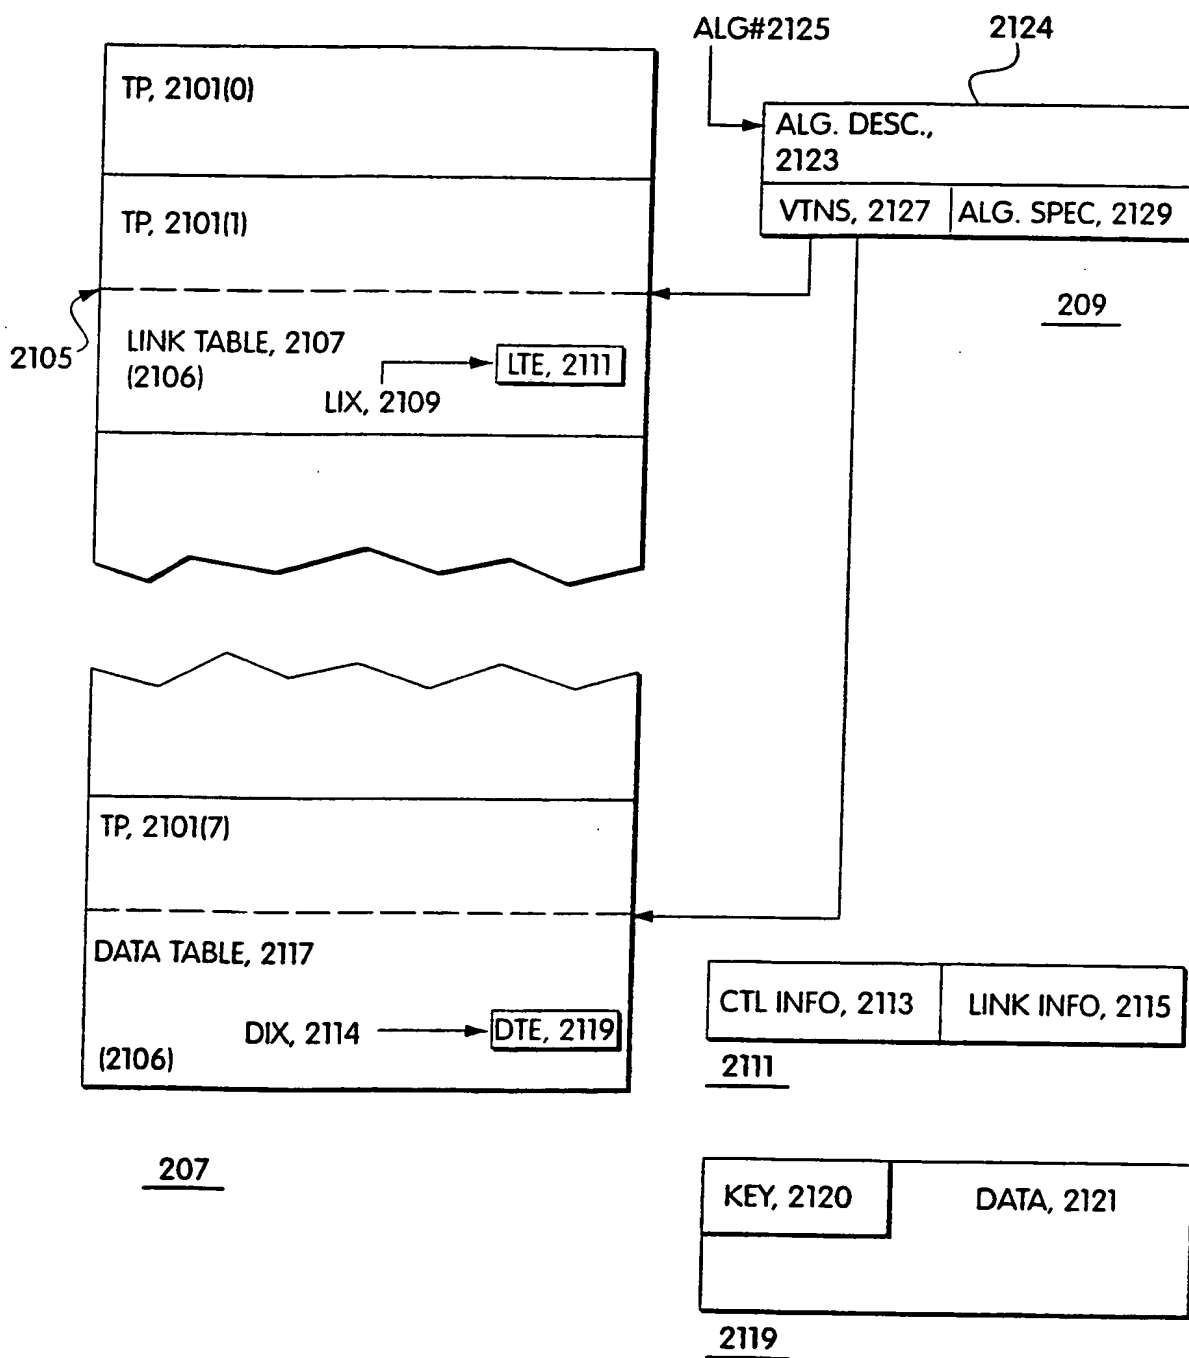 ALG#2125
2124
TP, 2101(0)
ALG. DESC.,
2123
VTNS, 2127
ALG. SPEC, 2129
TP, 2101(1)
209
2105
LINK TABLE, 2107
(2106)
LTE, 2111
LIX, 2109
TP, 2101(7)
DATA TABLE, 2117
DIX, 2114
DTE, 2119
(2106)
CTL INFO, 2113
LINK INFO, 2115
2111
207
KEY, 2120
DATA, 2121
2119